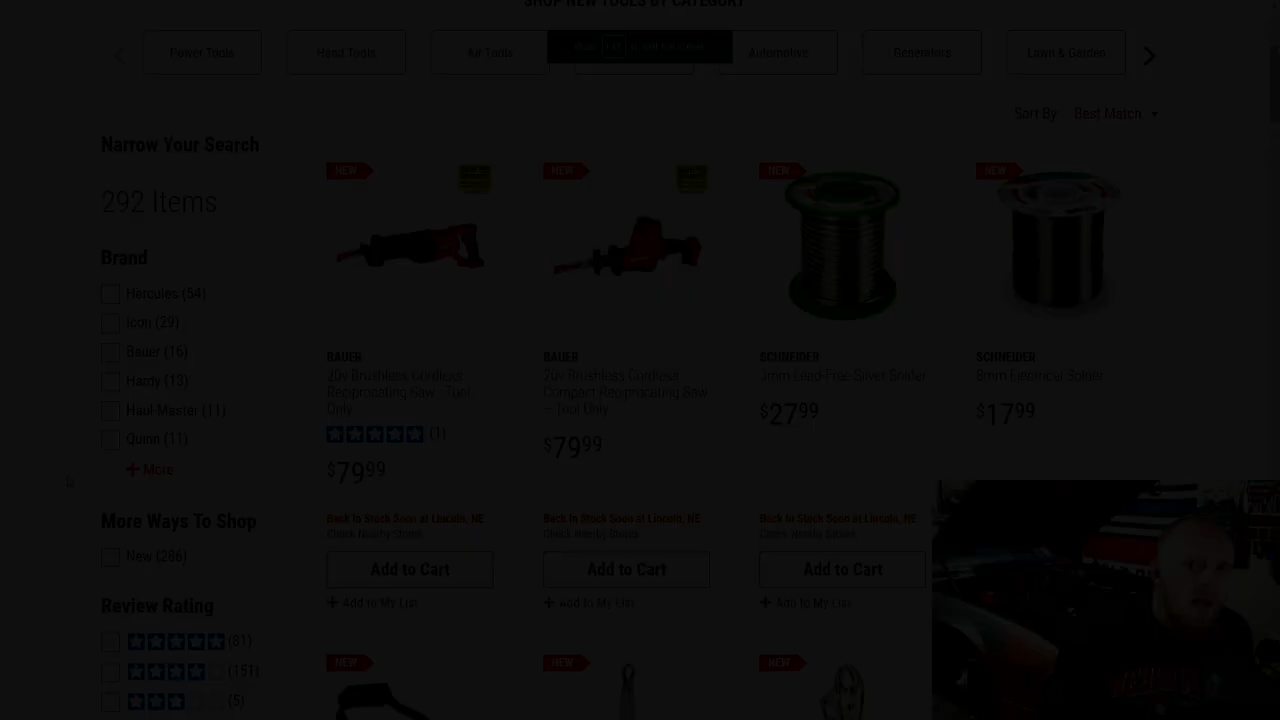 SHOP NEW TOOLS BY CATEGORY
Power Tools
Hand Tools
Air Tools
Automotive
Generators
Lawn & Garden
Sort By Best Match
Narrow Your Search
292 Items
Brand
Hercules (54)
Icon (29)
Bauer (16)
Hardy (13)
Haul-Master (11)
Quinn (11)
+ More
More Ways To Shop
New (286)
Review Rating
(81)
(151)
(5)
NEW
BAUER
20v Brushless Cordless
Reciprocating Saw - Tool
Only
(1)
$79 99
Back In Stock Soon at Lincoln, NE
Check Nearby Stores
Add to Cart
+ Add To My List
NEW
BAUER
20v Brushless Cordless
Compact Reciprocating Saw
– Tool Only
$79 99
Back In Stock Soon at Lincoln, NE
Check Nearby Stores
Add to Cart
+ Add To My List
NEW
SCHNEIDER
1mm Lead-Free Silver Solder
$27 99
Back In Stock Soon at Lincoln, NE
Check Nearby Stores
Add to Cart
+ Add To My List
NEW
SCHNEIDER
8mm Electrical Solder
$17 99
NEW
NEW
NEW